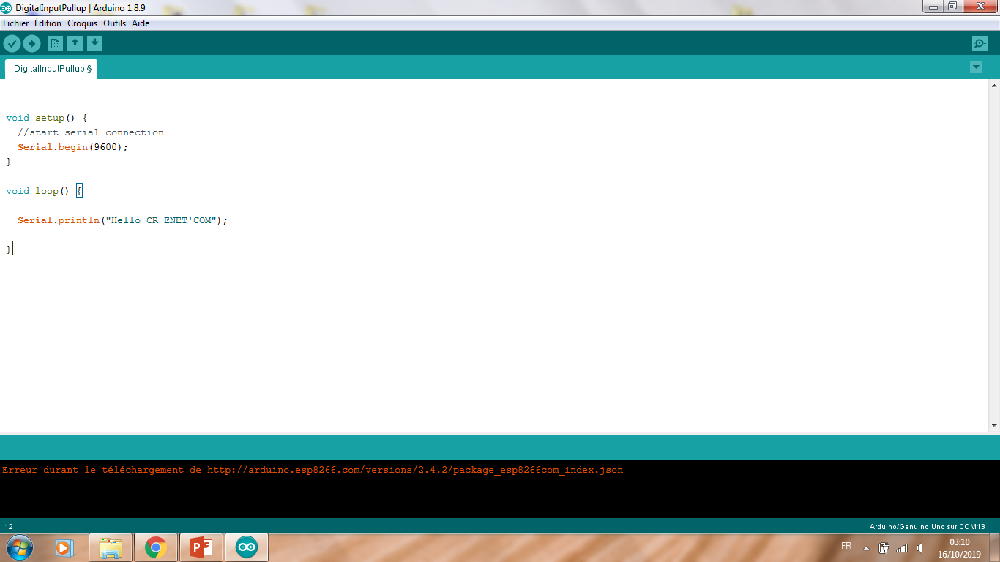 DigitalInputPullup | Arduino 1.8.9
Fichier Édition Croquis Outils Aide
DigitalInputPullup §
void setup() {
//start serial connection
Serial.begin(9600);
}
void loop() {
Serial.println("Hello CR ENET'COM");
}
Erreur durant le téléchargement de http://arduino.esp8266.com/versions/2.4.2/package_esp8266com_index.json
12 Arduino/Genuino Uno sur COM13
FR 03:10
16/10/2019